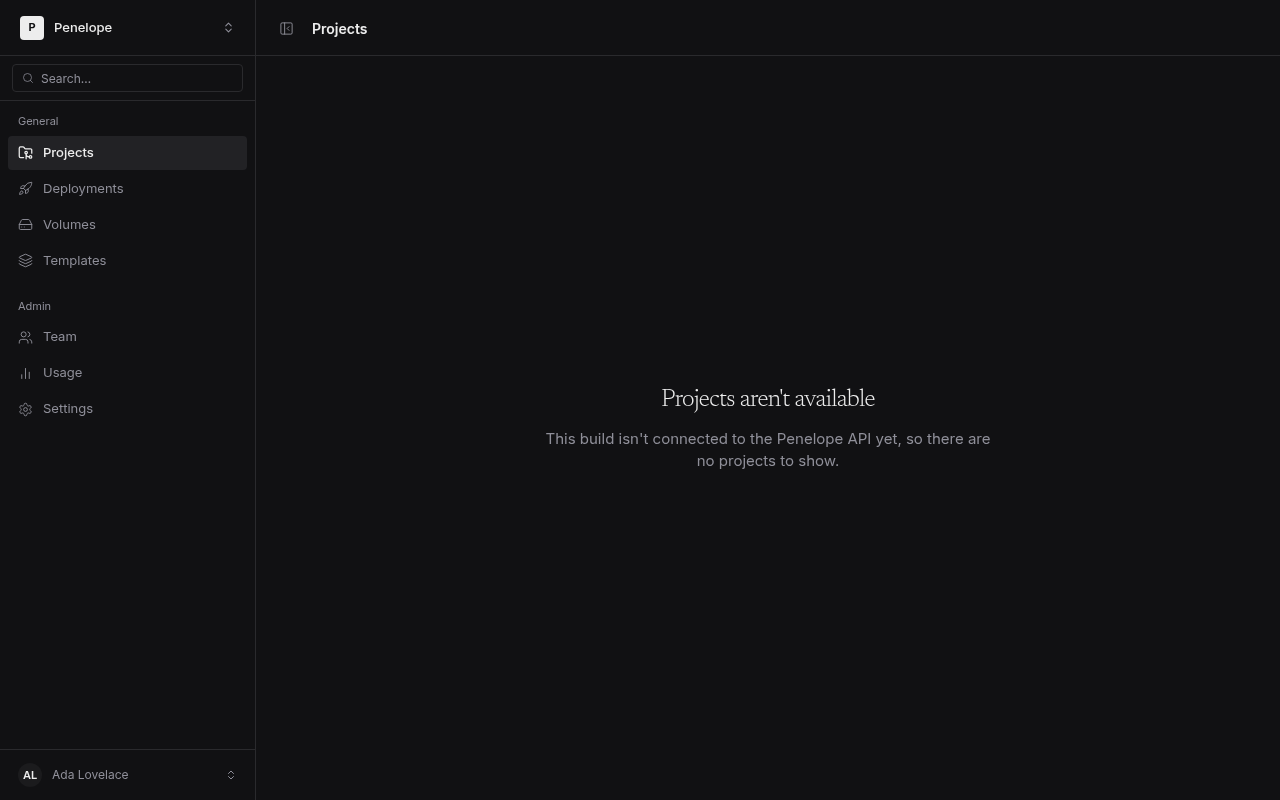 P
Penelope
Projects
Search...
General
Projects
Deployments
Volumes
Templates
Admin
Team
Usage
Settings
Projects aren't available
This build isn't connected to the Penelope API yet, so there are
no projects to show.
AL
Ada Lovelace